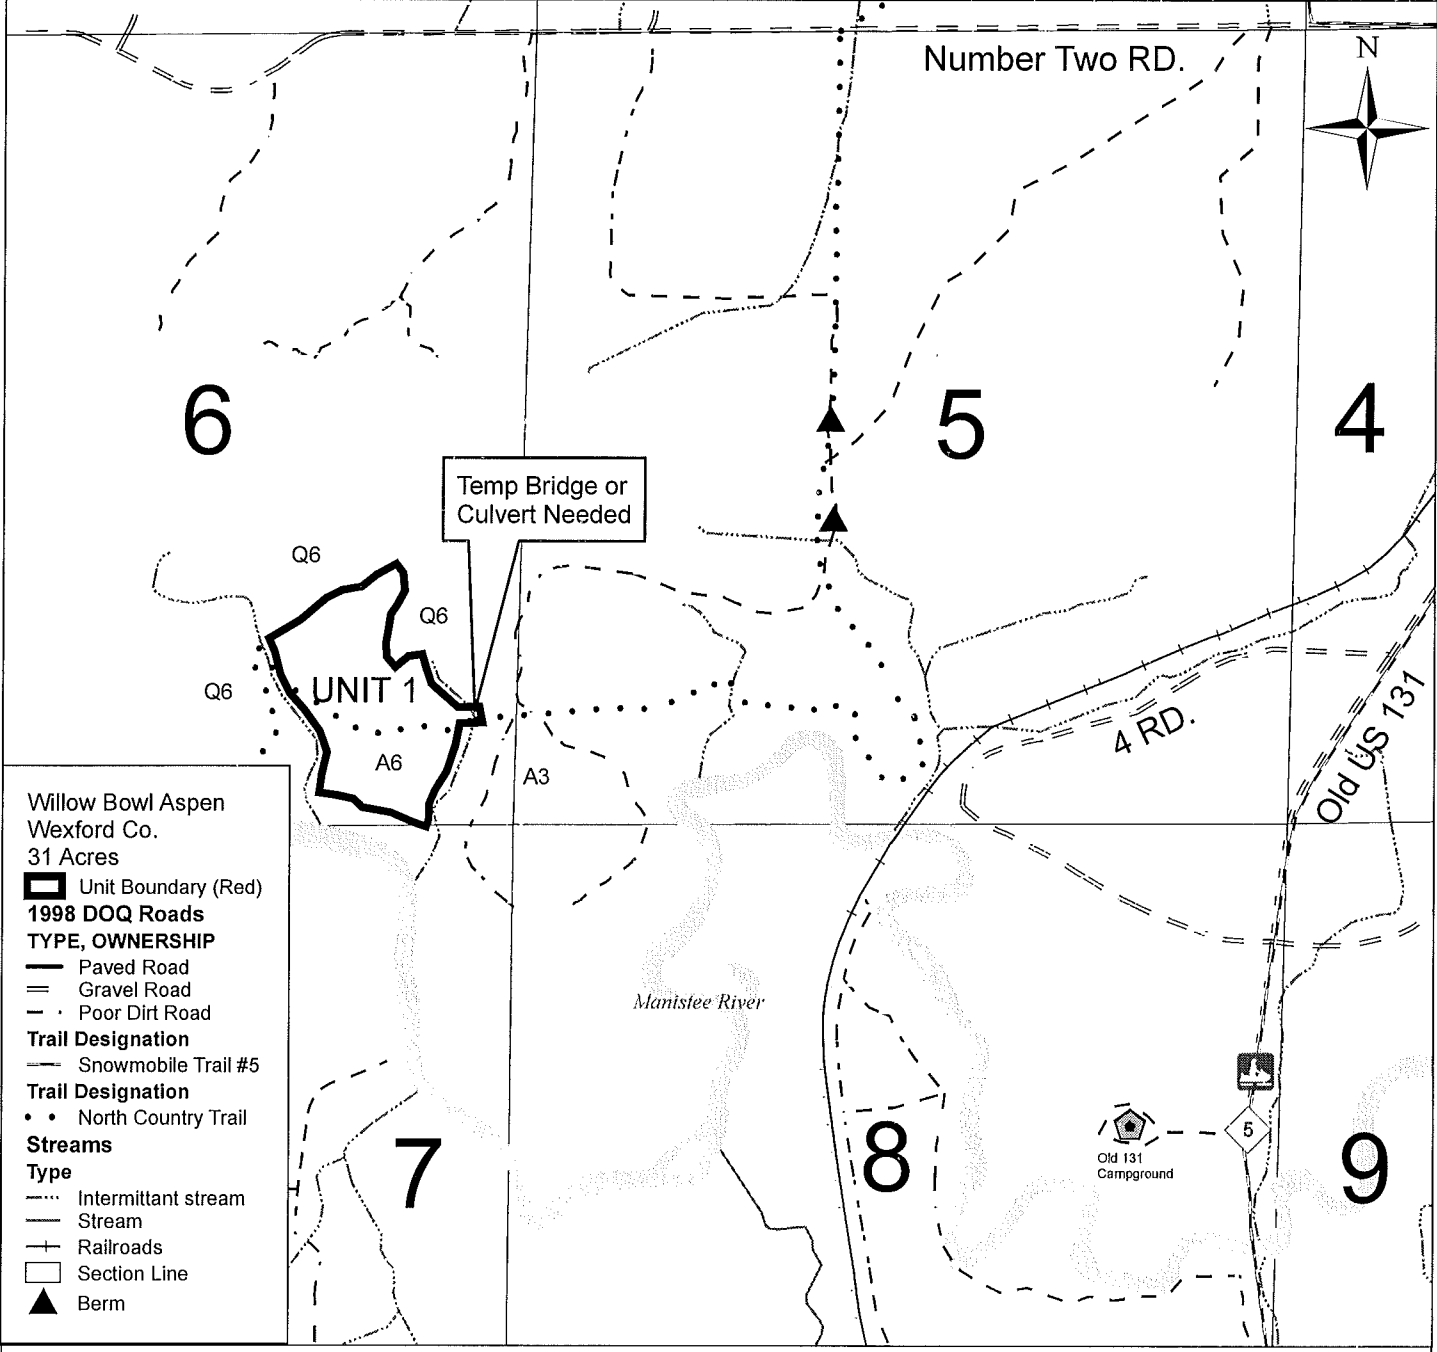 Number Two RD.
N
6
5
4
Temp Bridge or
Culvert Needed
Q6
Q6
Q6
UNIT 1
A6
A3
4 RD.
Old US 131
Willow Bowl Aspen
Wexford Co.
31 Acres
Unit Boundary (Red)
1998 DOQ Roads
TYPE, OWNERSHIP
Paved Road
Gravel Road
Poor Dirt Road
Trail Designation
Snowmobile Trail #5
Trail Designation
North Country Trail
Streams
Type
Intermittant stream
Stream
Railroads
Section Line
Berm
Manistee River
7
8
9
5
Old 131
Campground